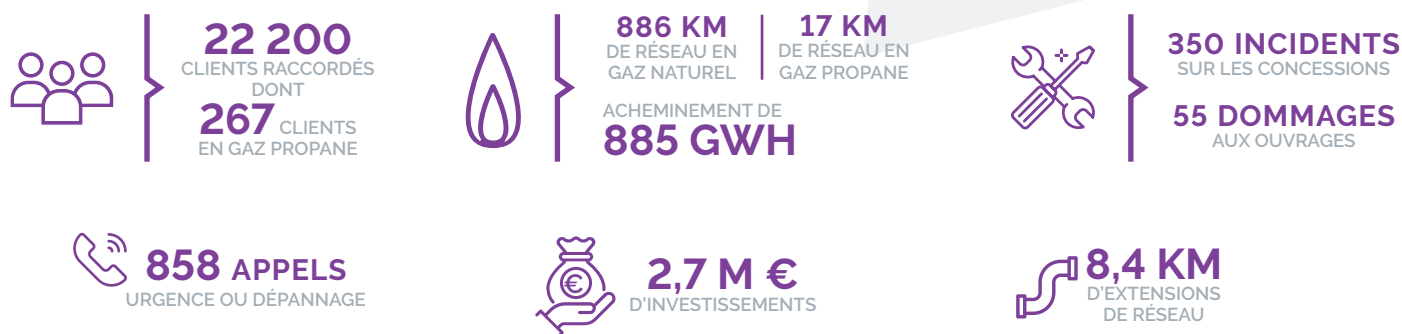 22 200
CLIENTS RACCORDÉS
DONT
267 CLIENTS
EN GAZ PROPANE
886 KM
DE RÉSEAU EN
GAZ NATUREL
17 KM
DE RÉSEAU EN
GAZ PROPANE
ACHEMINEMENT DE
885 GWH
350 INCIDENTS
SUR LES CONCESSIONS
55 DOMMAGES
AUX OUVRAGES
858 APPELS
URGENCE OU DÉPANNAGE
€
2,7 M €
D'INVESTISSEMENTS
8,4 KM
D'EXTENSIONS
DE RÉSEAU